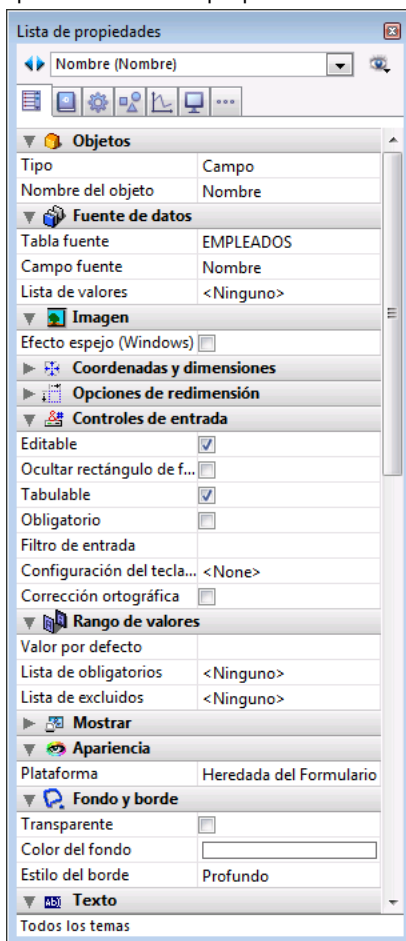 Lista de propiedades
Nombre (Nombre)
Objetos
Tipo Campo
Nombre del objeto Nombre
Fuente de datos
Tabla fuente EMPLEADOS
Campo fuente Nombre
Lista de valores <Ninguno>
Imagen
Efecto espejo (Windows)
Coordenadas y dimensiones
Opciones de redimensión
Controles de entrada
Editable
Ocultar rectángulo de f...
Tabulable
Obligatorio
Filtro de entrada
Configuración del tecla... <None>
Corrección ortográfica
Rango de valores
Valor por defecto
Lista de obligatorios <Ninguno>
Lista de excluidos <Ninguno>
Mostrar
Apariencia
Plataforma Heredada del Formulario
Fondo y borde
Transparente
Color del fondo
Estilo del borde Profundo
Texto
Todos los temas